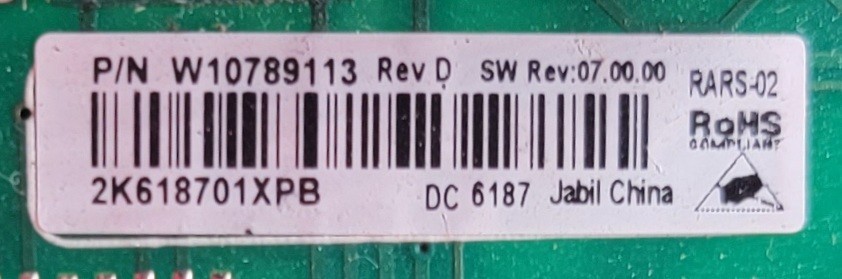 P/N W10789113 Rev D SW Rev:07.00.00
RARS-02
RoHS
COMPLIANT
2K618701XPB DC 6187 Jabil China